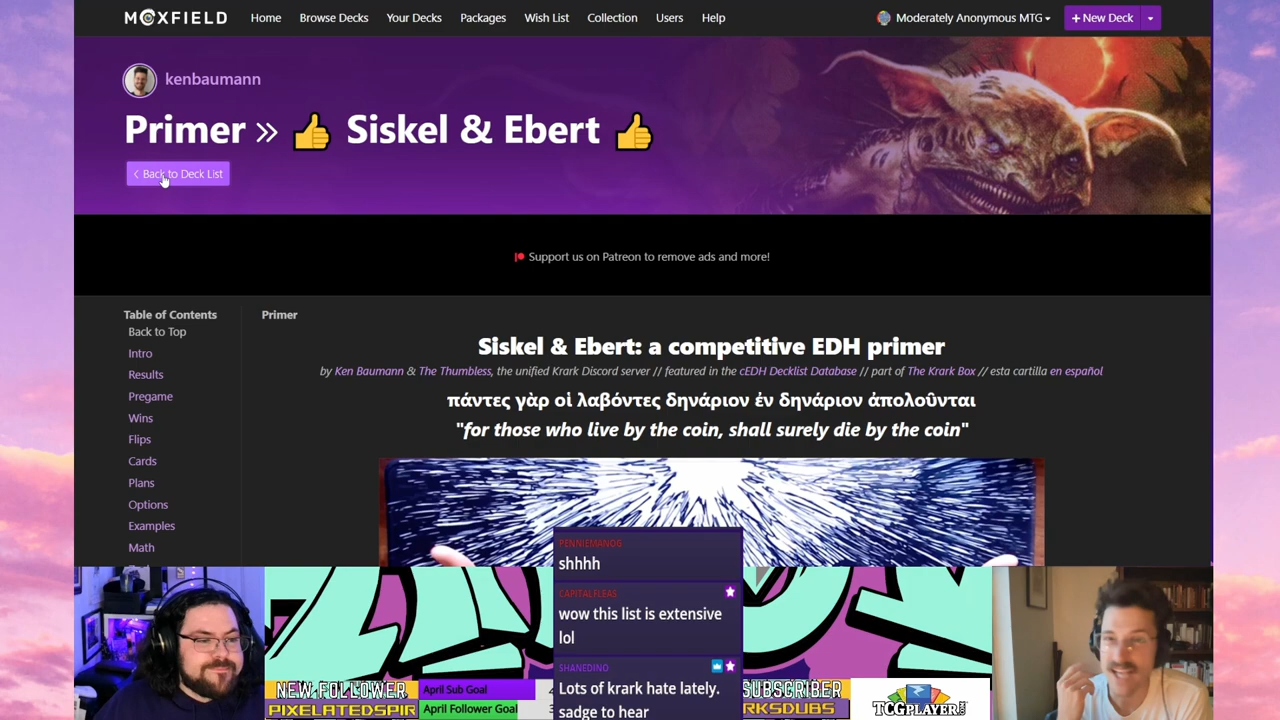 MOXFIELD Home Browse Decks Your Decks Packages Wish List Collection Users Help Moderately Anonymous MTG + New Deck
kenbaumann
Primer » 👍 Siskel & Ebert 👍
< Back to Deck List
Support us on Patreon to remove ads and more!
Table of Contents
Back to Top
Intro
Results
Pregame
Wins
Flips
Cards
Plans
Options
Examples
Math
Primer
Siskel & Ebert: a competitive EDH primer
by Ken Baumann & The Thumbless, the unified Krark Discord server // featured in the cEDH Decklist Database // part of The Krark Box // esta cartilla en español
πάντες γὰρ οἱ λαβόντες δηνάριον ἐν δηνάριον ἀπολοῦνται
"for those who live by the coin, shall surely die by the coin"
PENNIEMANOG
shhhh
CAPITALFLEAS
wow this list is extensive
lol
SHANEDINO
Lots of krark hate lately.
sadge to hear
NEW FOLLOWER
PIXELATEDSPIR
April Sub Goal
April Follower Goal
SUBSCRIBER
RKSDUBS
TCGPLAYER.COM